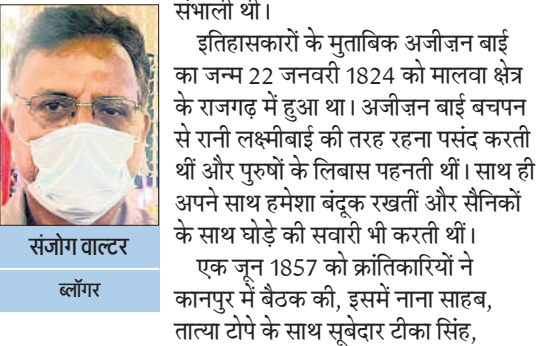 संभाली थी।
इतिहासकारों के मुताबिक अजीज़न बाई
का जन्म 22 जनवरी 1824 को मालवा क्षेत्र
के राजगढ़ में हुआ था। अजीज़न बाई बचपन
से रानी लक्ष्मीबाई की तरह रहना पसंद करती
थीं और पुरुषों के लिबास पहनती थीं। साथ ही
अपने साथ हमेशा बंदूक रखतीं और सैनिकों
के साथ घोड़े की सवारी भी करती थीं।
एक जून 1857 को क्रांतिकारियों ने
कानपुर में बैठक की, इसमें नाना साहब,
तात्या टोपे के साथ सूबेदार टीका सिंह,
संजोग वाल्टर
ब्लॉगर